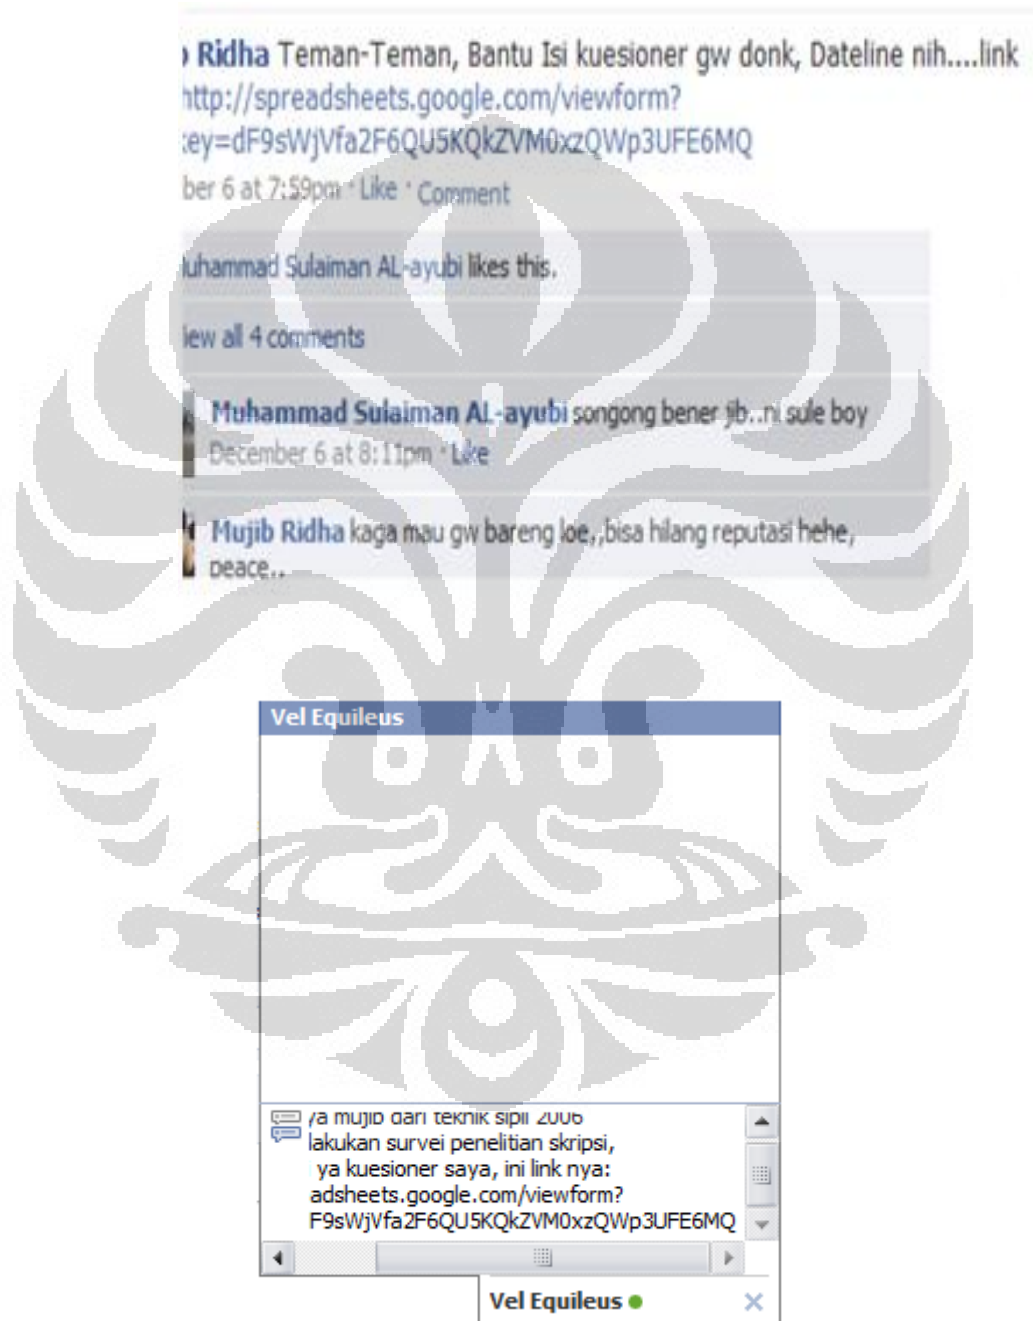 Ridha Teman-Teman, Bantu Isi kuesioner gw donk, Dateline nih....link
http://spreadsheets.google.com/viewform?
key=dF9sWjVfa2F6QU5KQkZVM0xzQWp3UFE6MQ
ber 6 at 7:59pm · Like · Comment
uhammad Sulaiman AL-ayubi likes this.
iew all 4 comments
Muhammad Sulaiman AL-ayubi songong bener jib..ni sule boy
December 6 at 8:11pm · Like
Mujib Ridha kaga mau gw bareng loe,,bisa hilang reputasi hehe,
peace..
Vel Equileus
ya mujib dari teknik sipil 2006
lakukan survei penelitian skripsi,
ya kuesioner saya, ini link nya:
adsheets.google.com/viewform?
F9sWjVfa2F6QU5KQkZVM0xzQWp3UFE6MQ
Vel Equileus